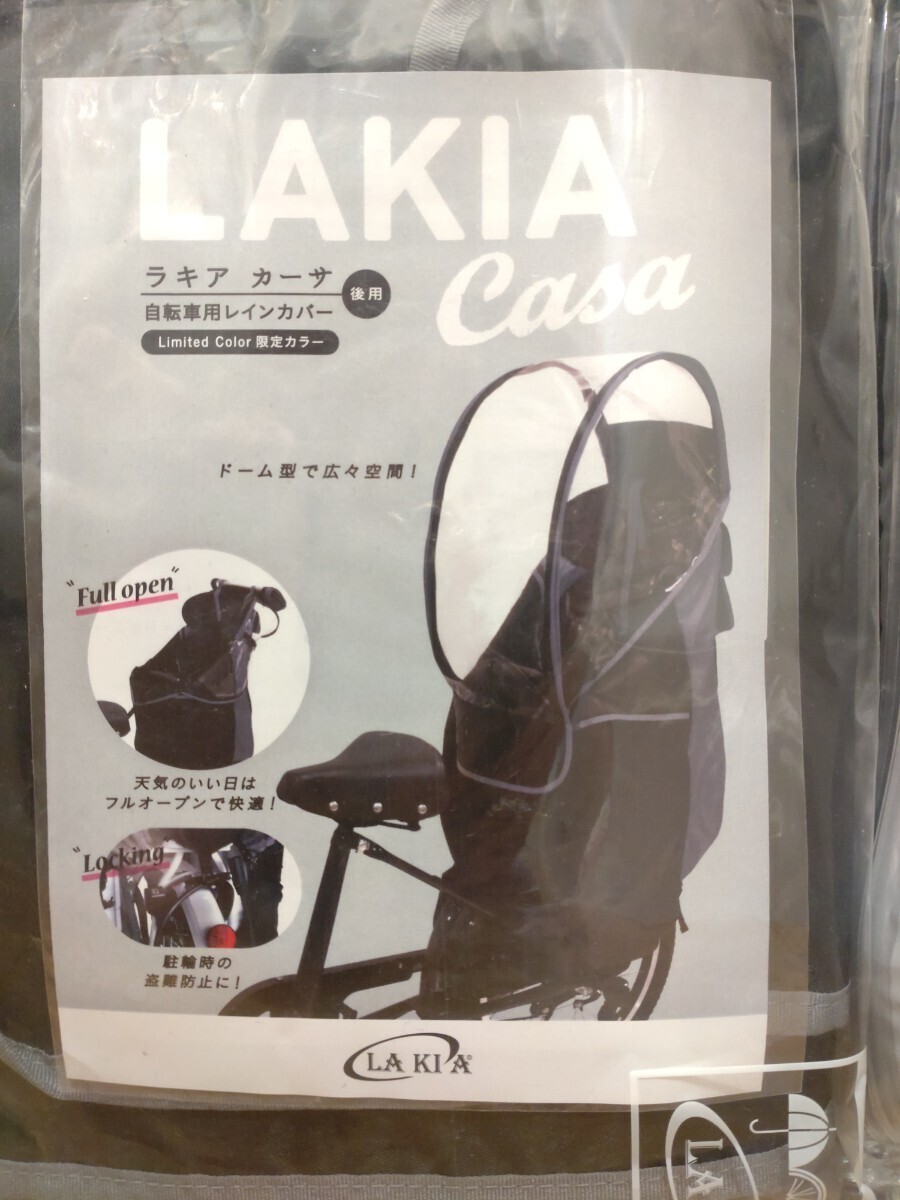 LAKIA
Casa
ラキア カーサ
自転車用レインカバー
後用
Limited Color 限定カラー
ドーム型で広々空間！
"Full open"
天気のいい日は
フルオープンで快適！
"Locking"
駐輪時の
盗難防止に！
LAKIA®
LA